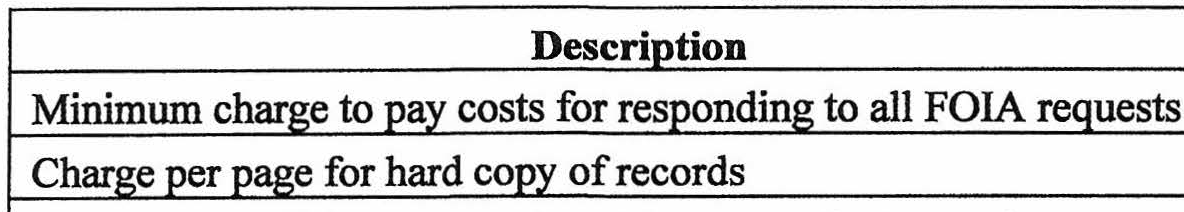 Description
Minimum charge to pay costs for responding to all FOIA requests
Charge per page for hard copy of records